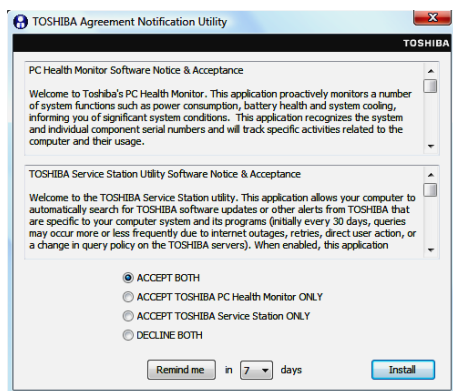 TOSHIBA Agreement Notification Utility
TOSHIBA
PC Health Monitor Software Notice & Acceptance
Welcome to Toshiba's PC Health Monitor. This application proactively monitors a number
of system functions such as power consumption, battery health and system cooling,
informing you of significant system conditions. This application recognizes the system
and individual component serial numbers and will track specific activities related to the
computer and their usage.
TOSHIBA Service Station Utility Software Notice & Acceptance
Welcome to the TOSHIBA Service Station utility. This application allows your computer to
automatically search for TOSHIBA software updates or other alerts from TOSHIBA that
are specific to your computer system and its programs (initially every 30 days, queries
may occur more or less frequently due to internet outages, retries, direct user action, or
a change in query policy on the TOSHIBA servers). When enabled, this application
ACCEPT BOTH
ACCEPT TOSHIBA PC Health Monitor ONLY
ACCEPT TOSHIBA Service Station ONLY
DECLINE BOTH
Remind me in 7 days Install